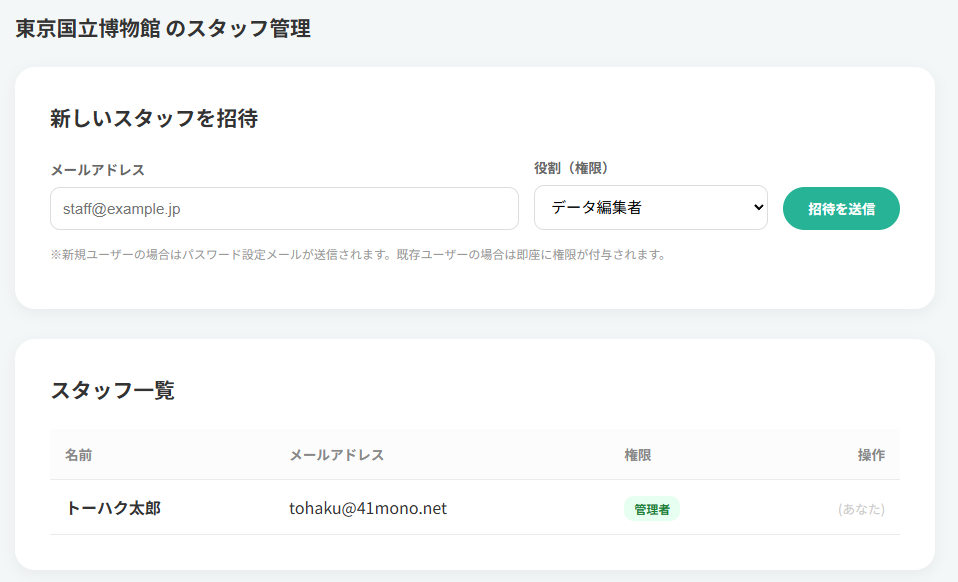 東京国立博物館 のスタッフ管理
新しいスタッフを招待
メールアドレス
役割（権限）
staff@example.jp
データ編集者
招待を送信
※新規ユーザーの場合はパスワード設定メールが送信されます。既存ユーザーの場合は即座に権限が付与されます。
スタッフ一覧
名前 メールアドレス 権限 操作
トーハク太郎 tohaku@41mono.net 管理者 (あなた)